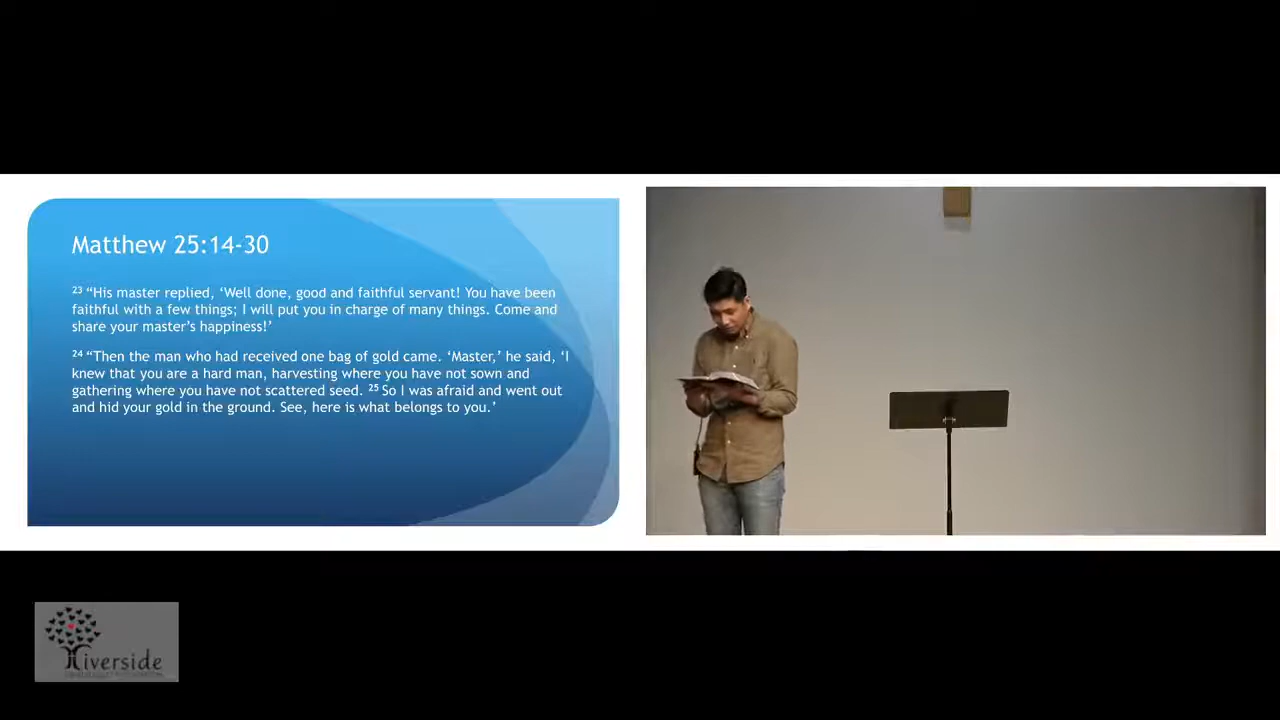 Matthew 25:14-30
23 “His master replied, ‘Well done, good and faithful servant! You have been
faithful with a few things; I will put you in charge of many things. Come and
share your master’s happiness!’
24 “Then the man who had received one bag of gold came. ‘Master,’ he said, ‘I
knew that you are a hard man, harvesting where you have not sown and
gathering where you have not scattered seed. 25 So I was afraid and went out
and hid your gold in the ground. See, here is what belongs to you.’
Riverside